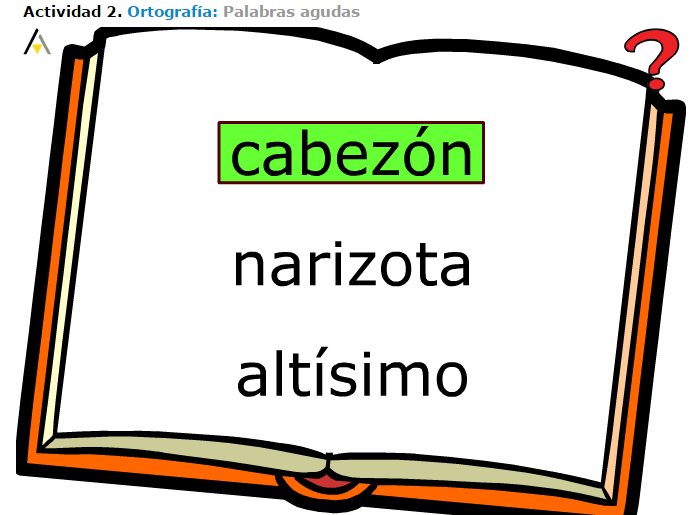 Actividad 2. Ortografía: Palabras agudas
?
cabezón
narizota
altísimo